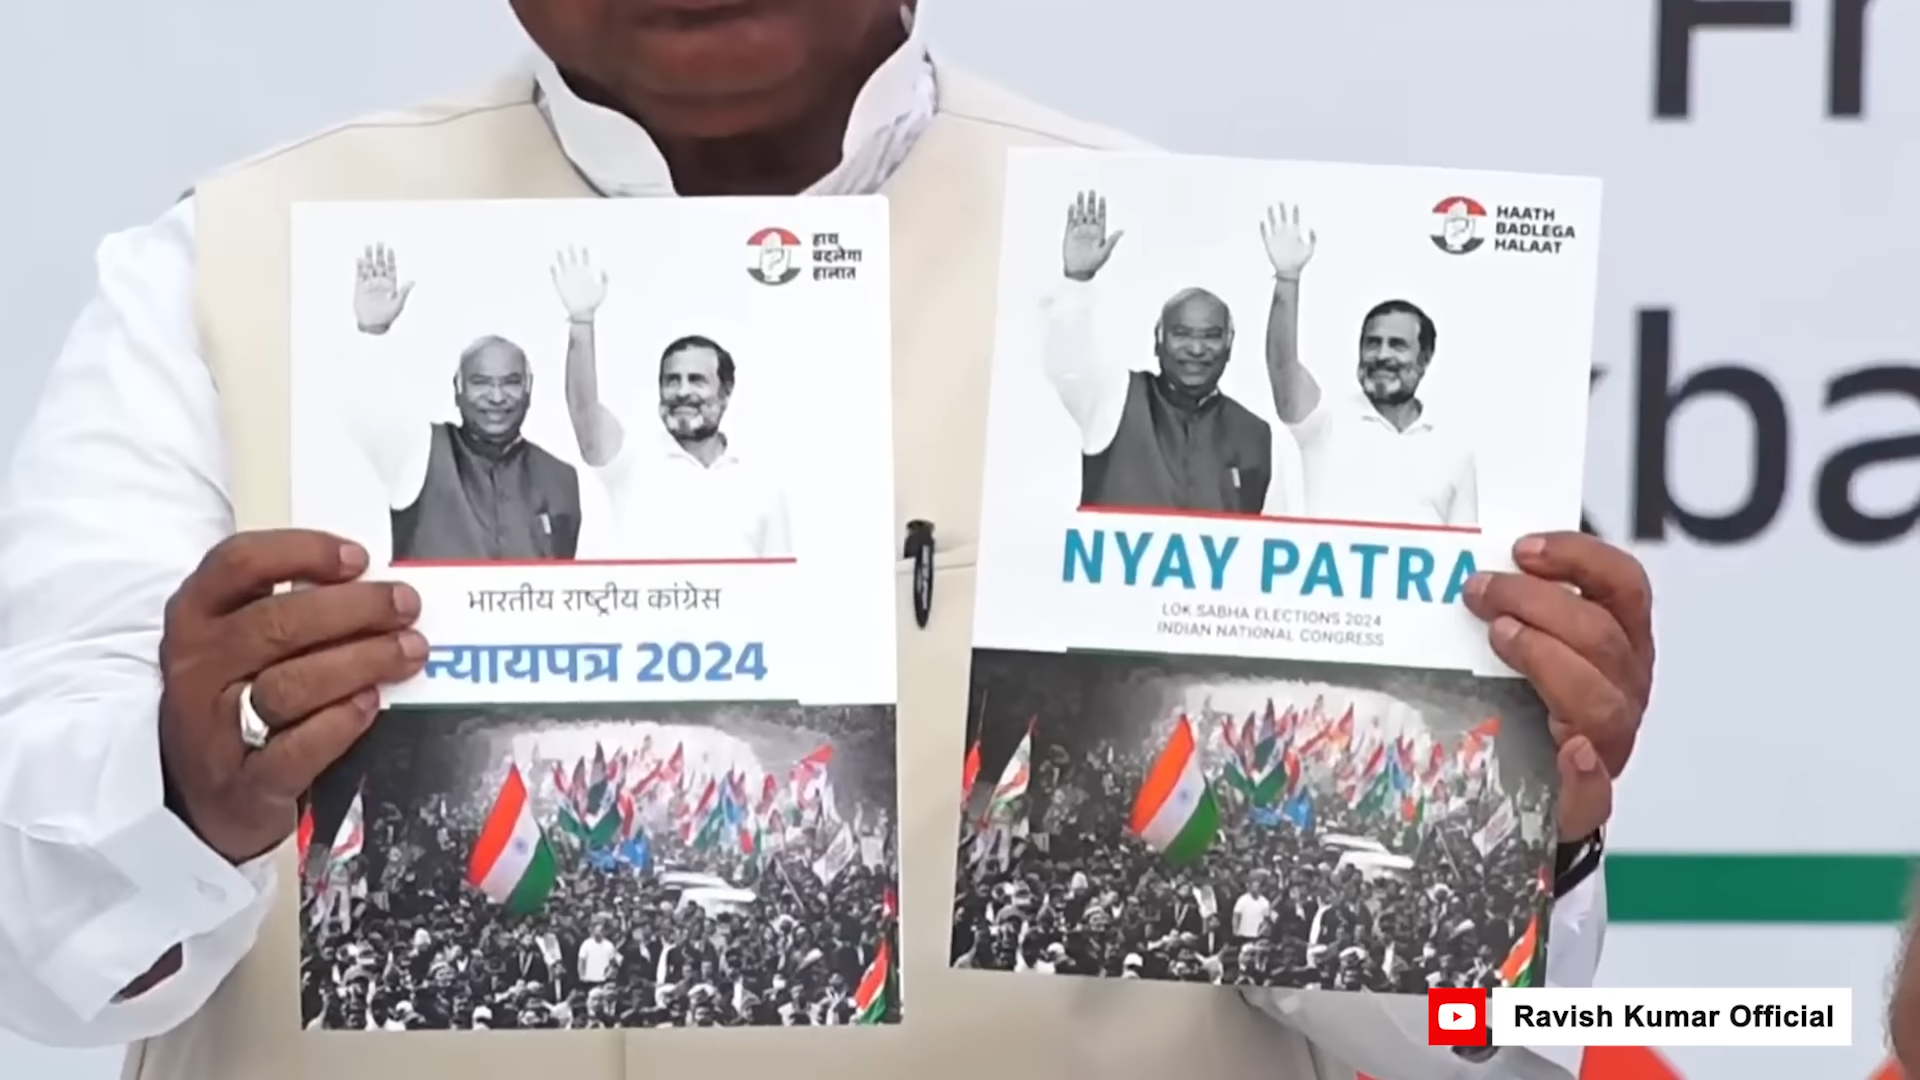 हाथ
बदलेगा
हालात
भारतीय राष्ट्रीय कांग्रेस
न्यायपत्र 2024
HAATH
BADLEGA
HALAAT
NYAY PATRA
LOK SABHA ELECTIONS 2024
INDIAN NATIONAL CONGRESS
Ravish Kumar Official